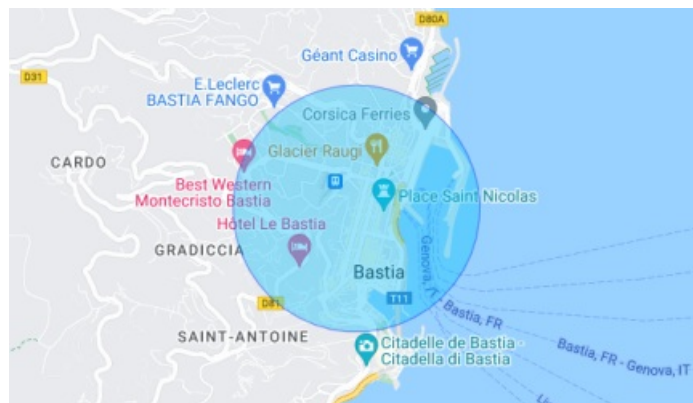 D80A
Géant Casino
D31
E.Leclerc
BASTIA FANGO
Corsica Ferries
Glacier Raugi
CARDO
Best Western
Montecristo Bastia
Place Saint Nicolas
Hôtel Le Bastia
GRADICCIA
Bastia
Genova, IT - Bastia, FR
T11
D81
SAINT-ANTOINE
Citadelle de Bastia -
Citadella di Bastia
Bastia, FR - Genova, IT